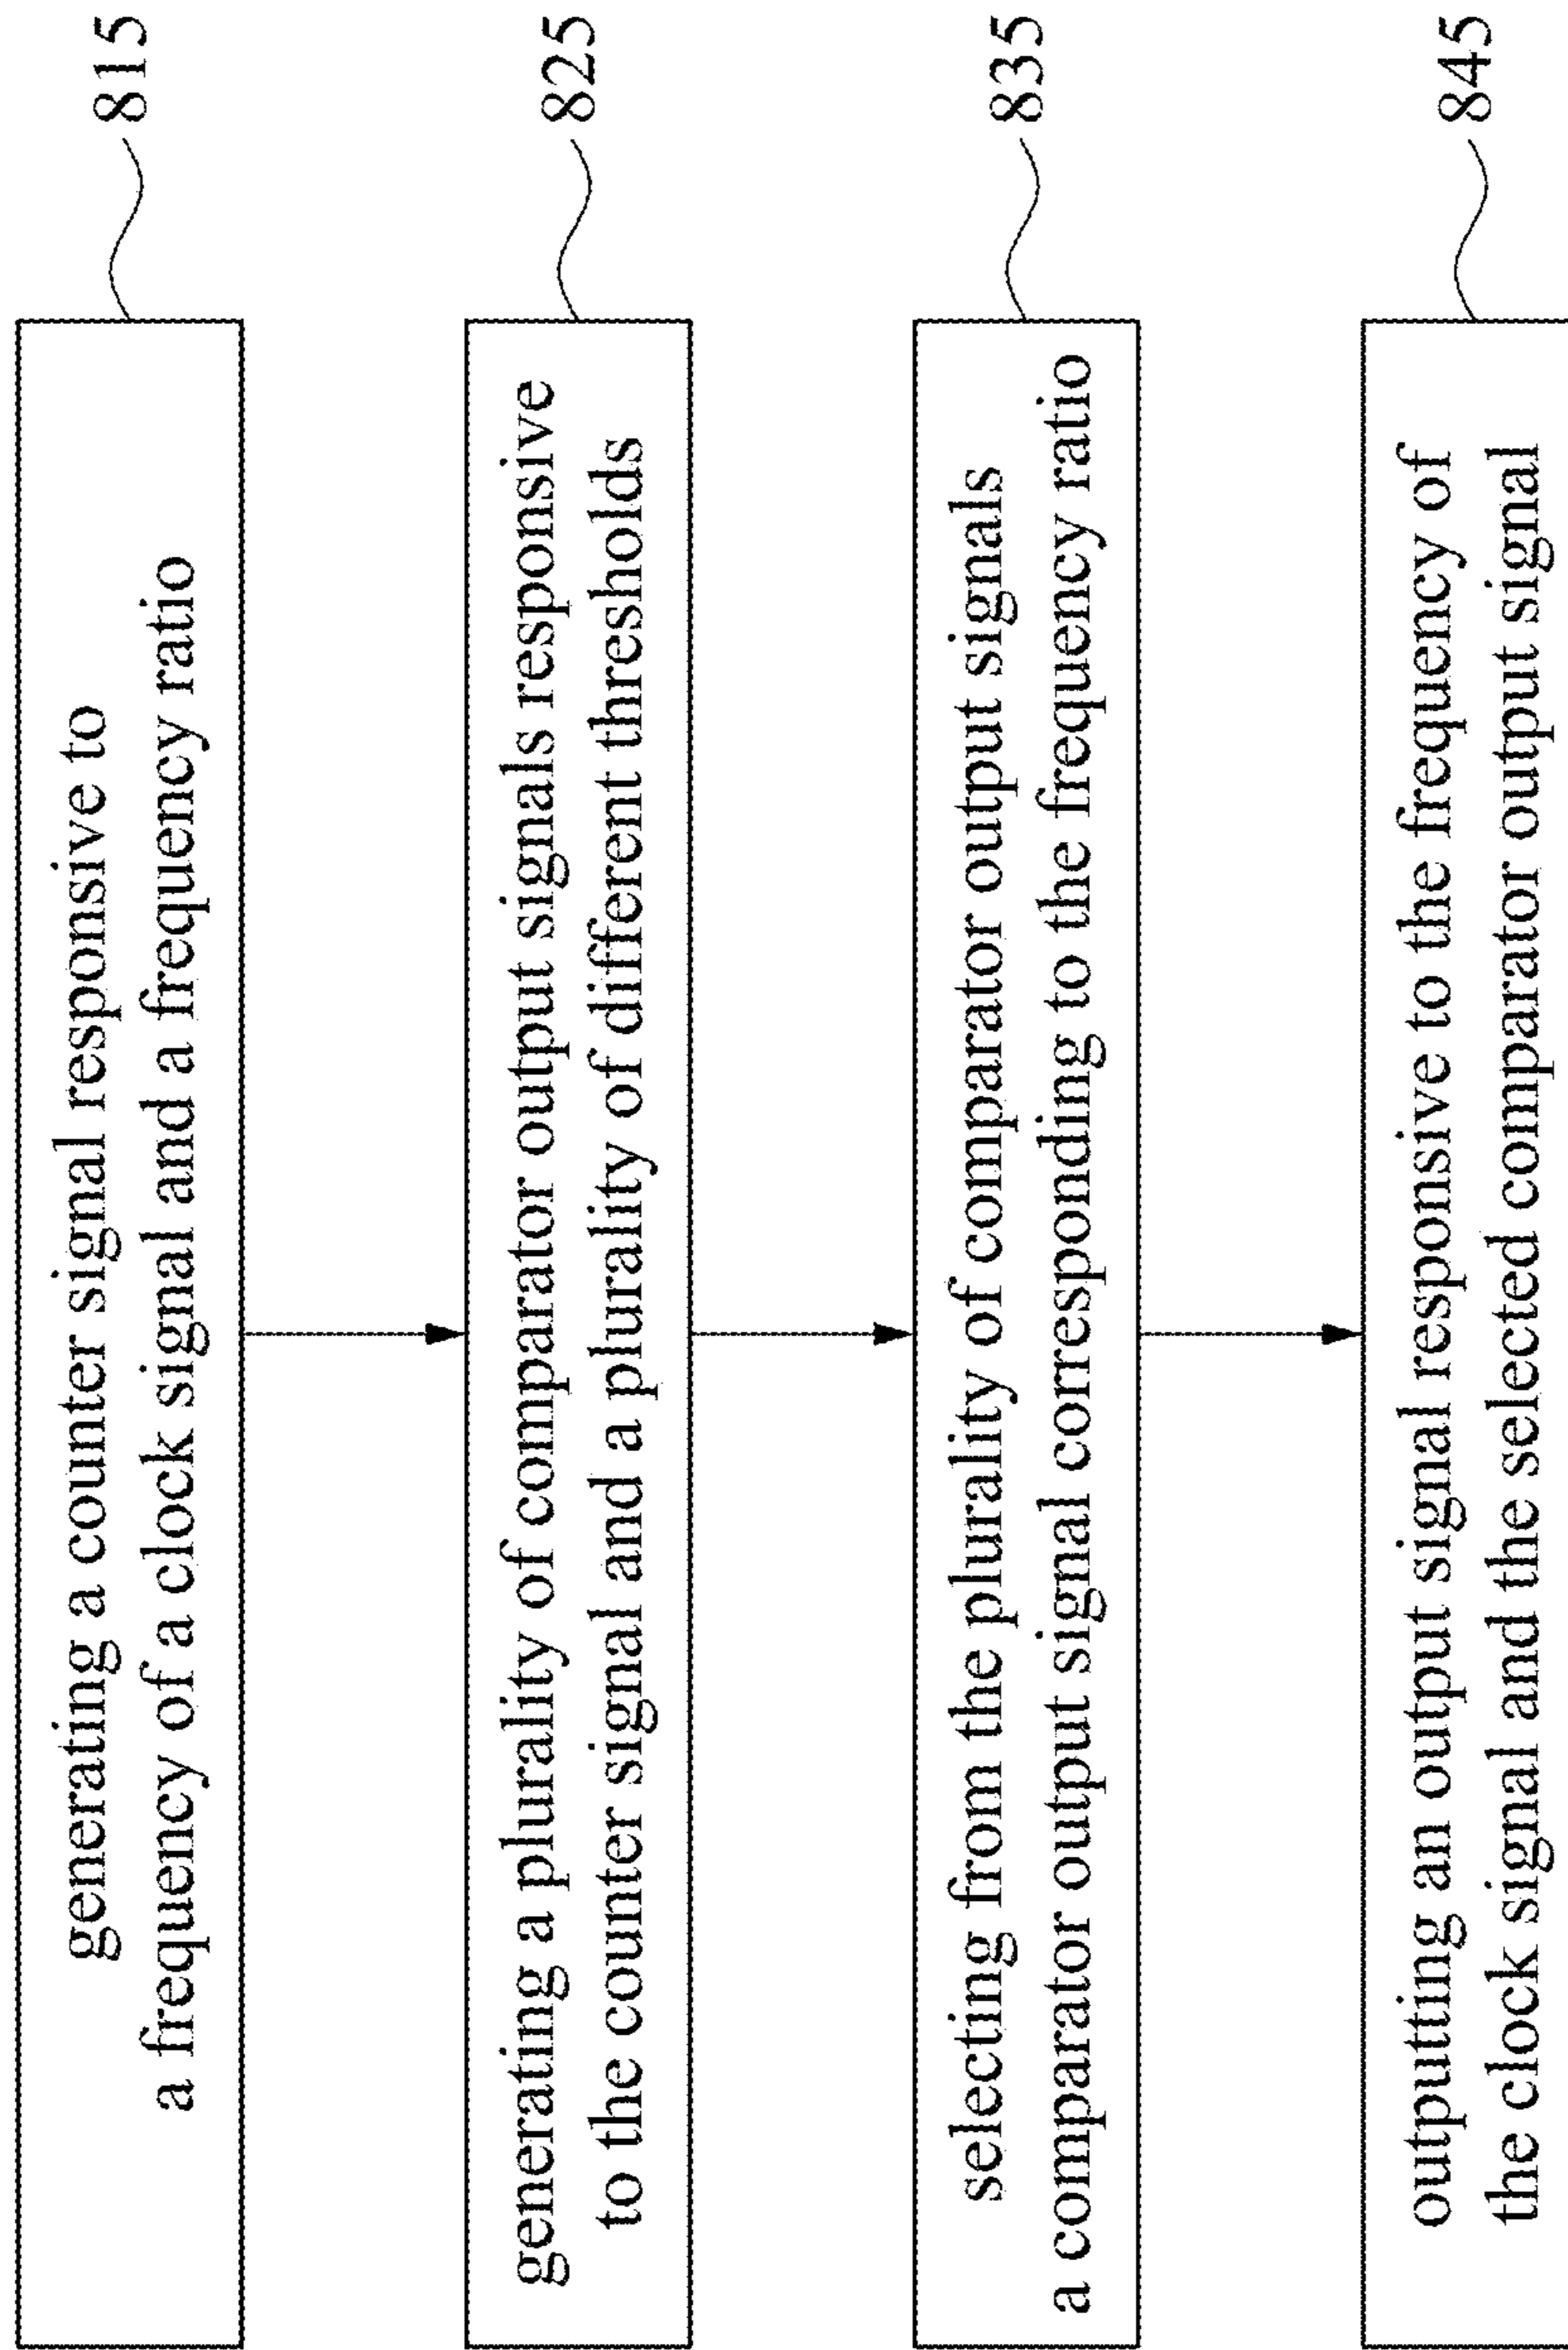 generating a counter signal responsive to
a frequency of a clock signal and a frequency ratio
815
generating a plurality of comparator output signals responsive
to the counter signal and a plurality of different thresholds
825
selecting from the plurality of comparator output signals
a comparator output signal corresponding to the frequency ratio
835
outputting an output signal responsive to the frequency of
the clock signal and the selected comparator output signal
845